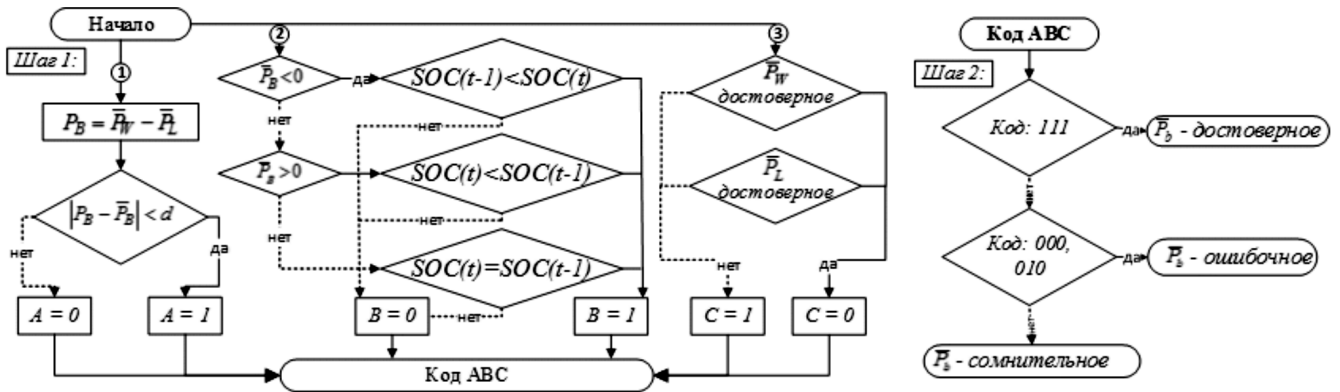 Начало
Шаг 1:
1
P_B = P̅_W − P̅_L
|P_B − P̅_B| < d
нет
да
A = 0
A = 1
2
P̅_B < 0
да
SOC(t-1)<SOC(t)
нет
нет
P̅_B > 0
SOC(t)<SOC(t-1)
нет
нет
SOC(t)=SOC(t-1)
нет
B = 0
B = 1
3
P̅_W
достоверное
P̅_L
достоверное
нет
да
C = 1
C = 0
Код ABC
Код ABC
Шаг 2:
Код: 111
да
P̅_b - достоверное
нет
Код: 000,
010
да
P̅_b - ошибочное
нет
P̅_b - сомнительное